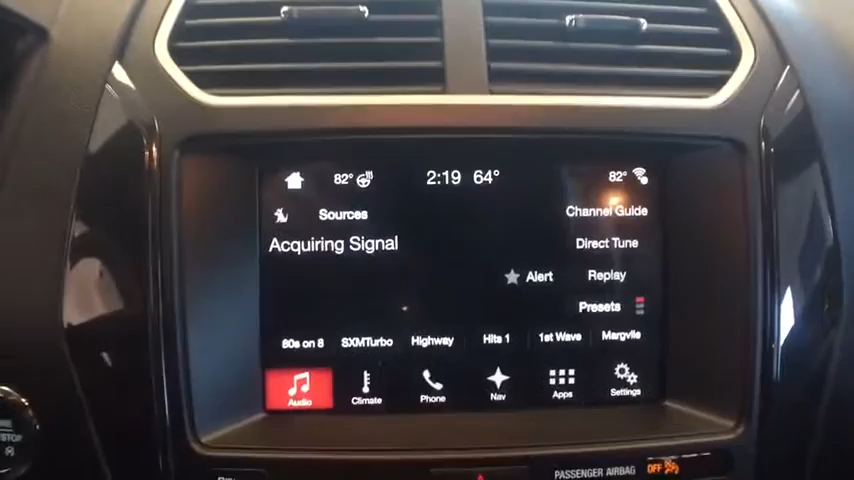 82° 2:19 64° 82°
Sources Channel Guide
Acquiring Signal Direct Tune
Alert Replay
Presets
80s on 8 SXMTurbo Highway Hits 1 1st Wave Margvlle
Audio Climate Phone Nav Apps Settings
STOP
PASSENGER AIRBAG OFF